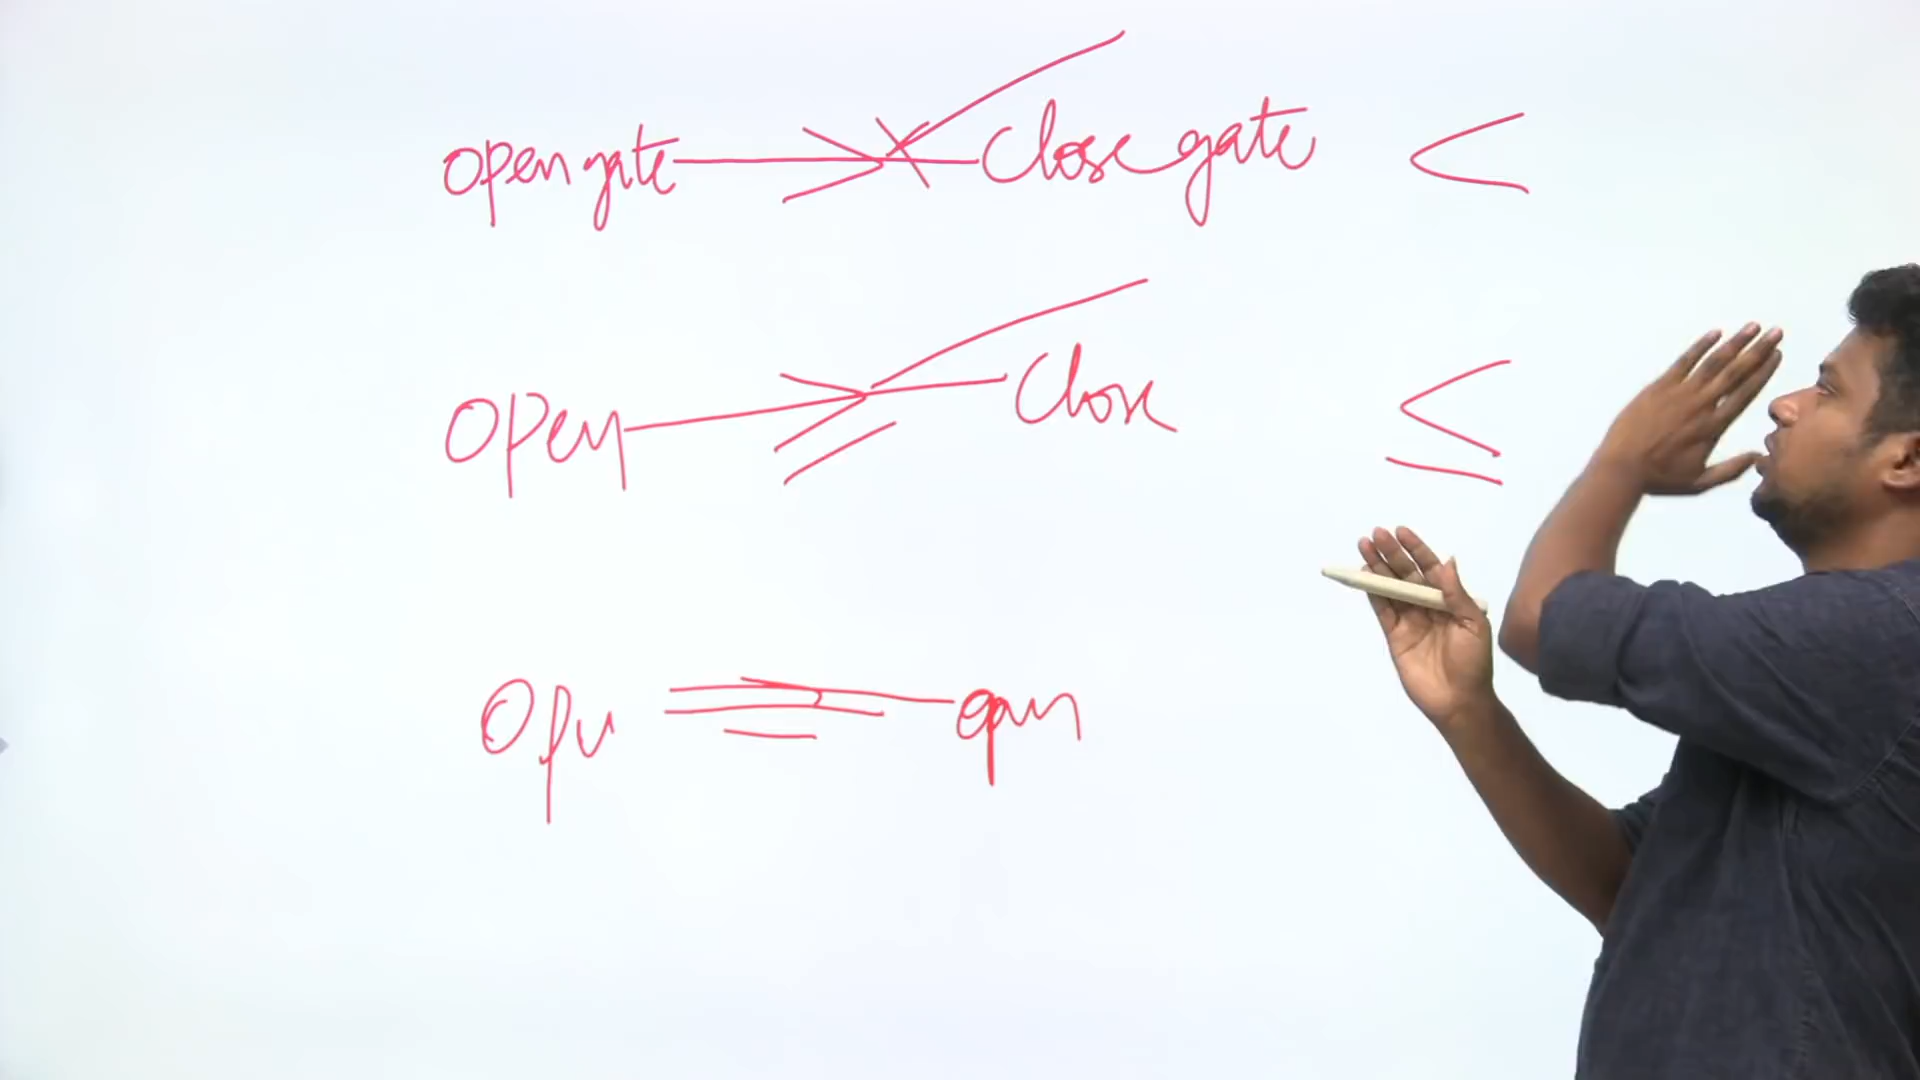 open gate > Close gate <
open ≥ Close ≤
open = open